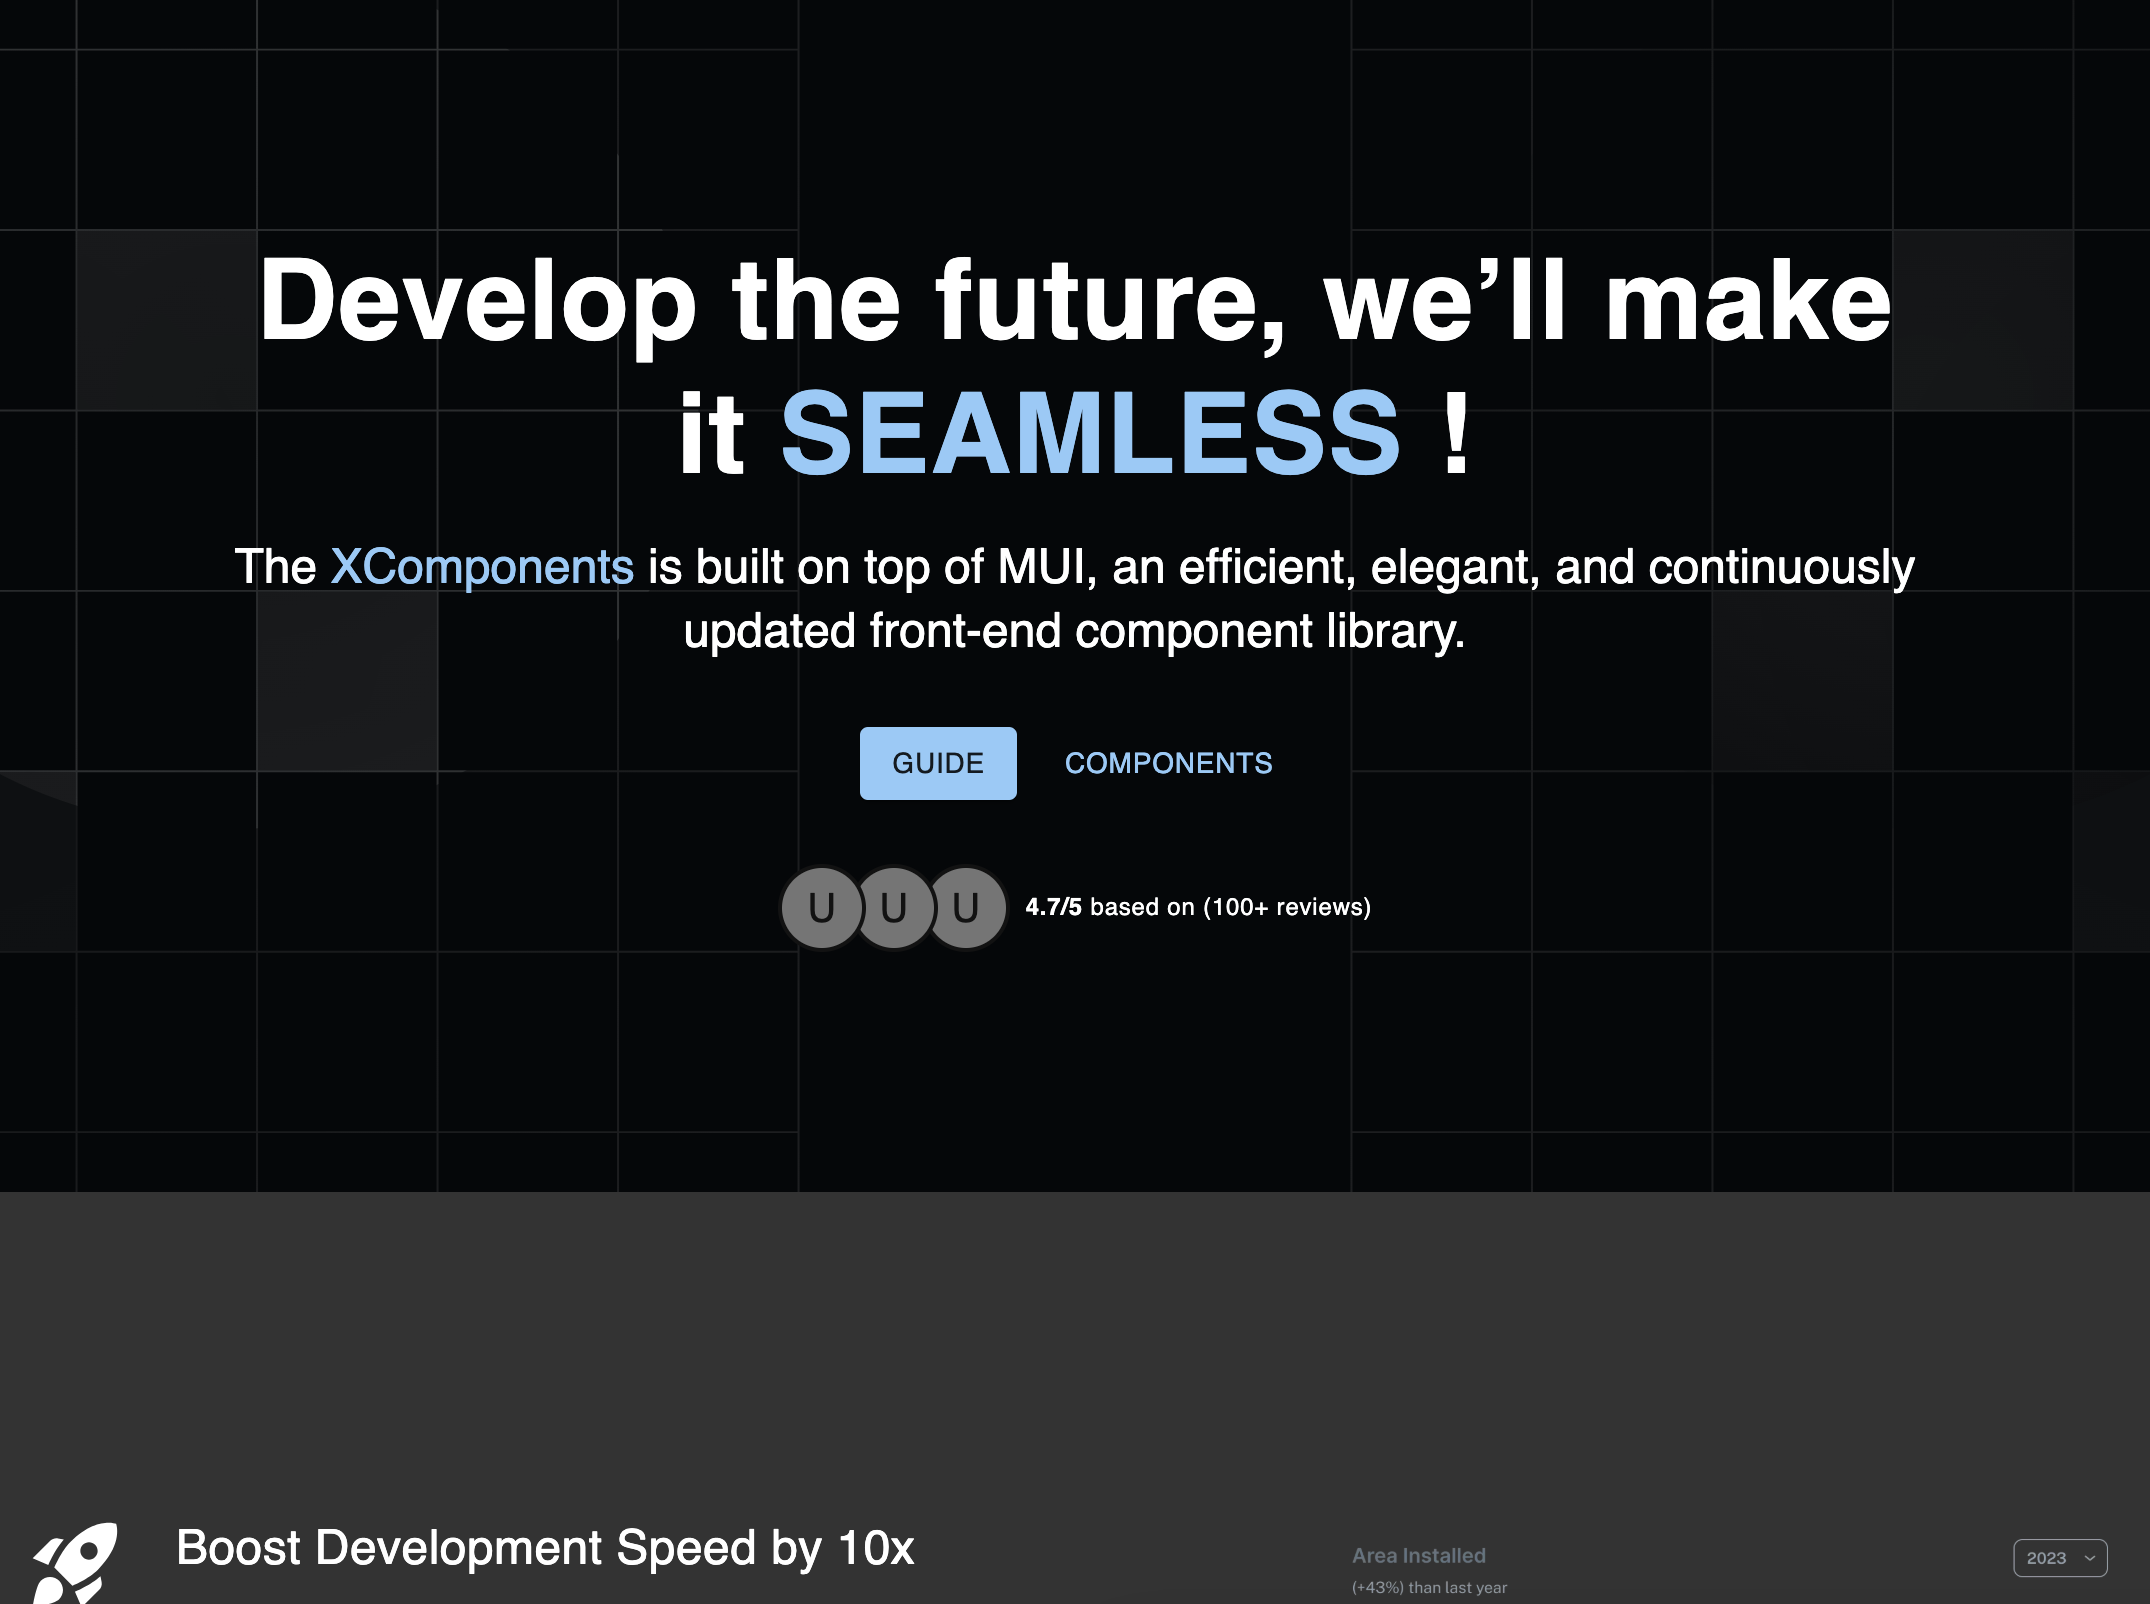 Develop the future, we’ll make
it SEAMLESS !
The XComponents is built on top of MUI, an efficient, elegant, and continuously
updated front-end component library.
GUIDE
COMPONENTS
U U U
4.7/5 based on (100+ reviews)
Boost Development Speed by 10x
Area Installed
(+43%) than last year
2023